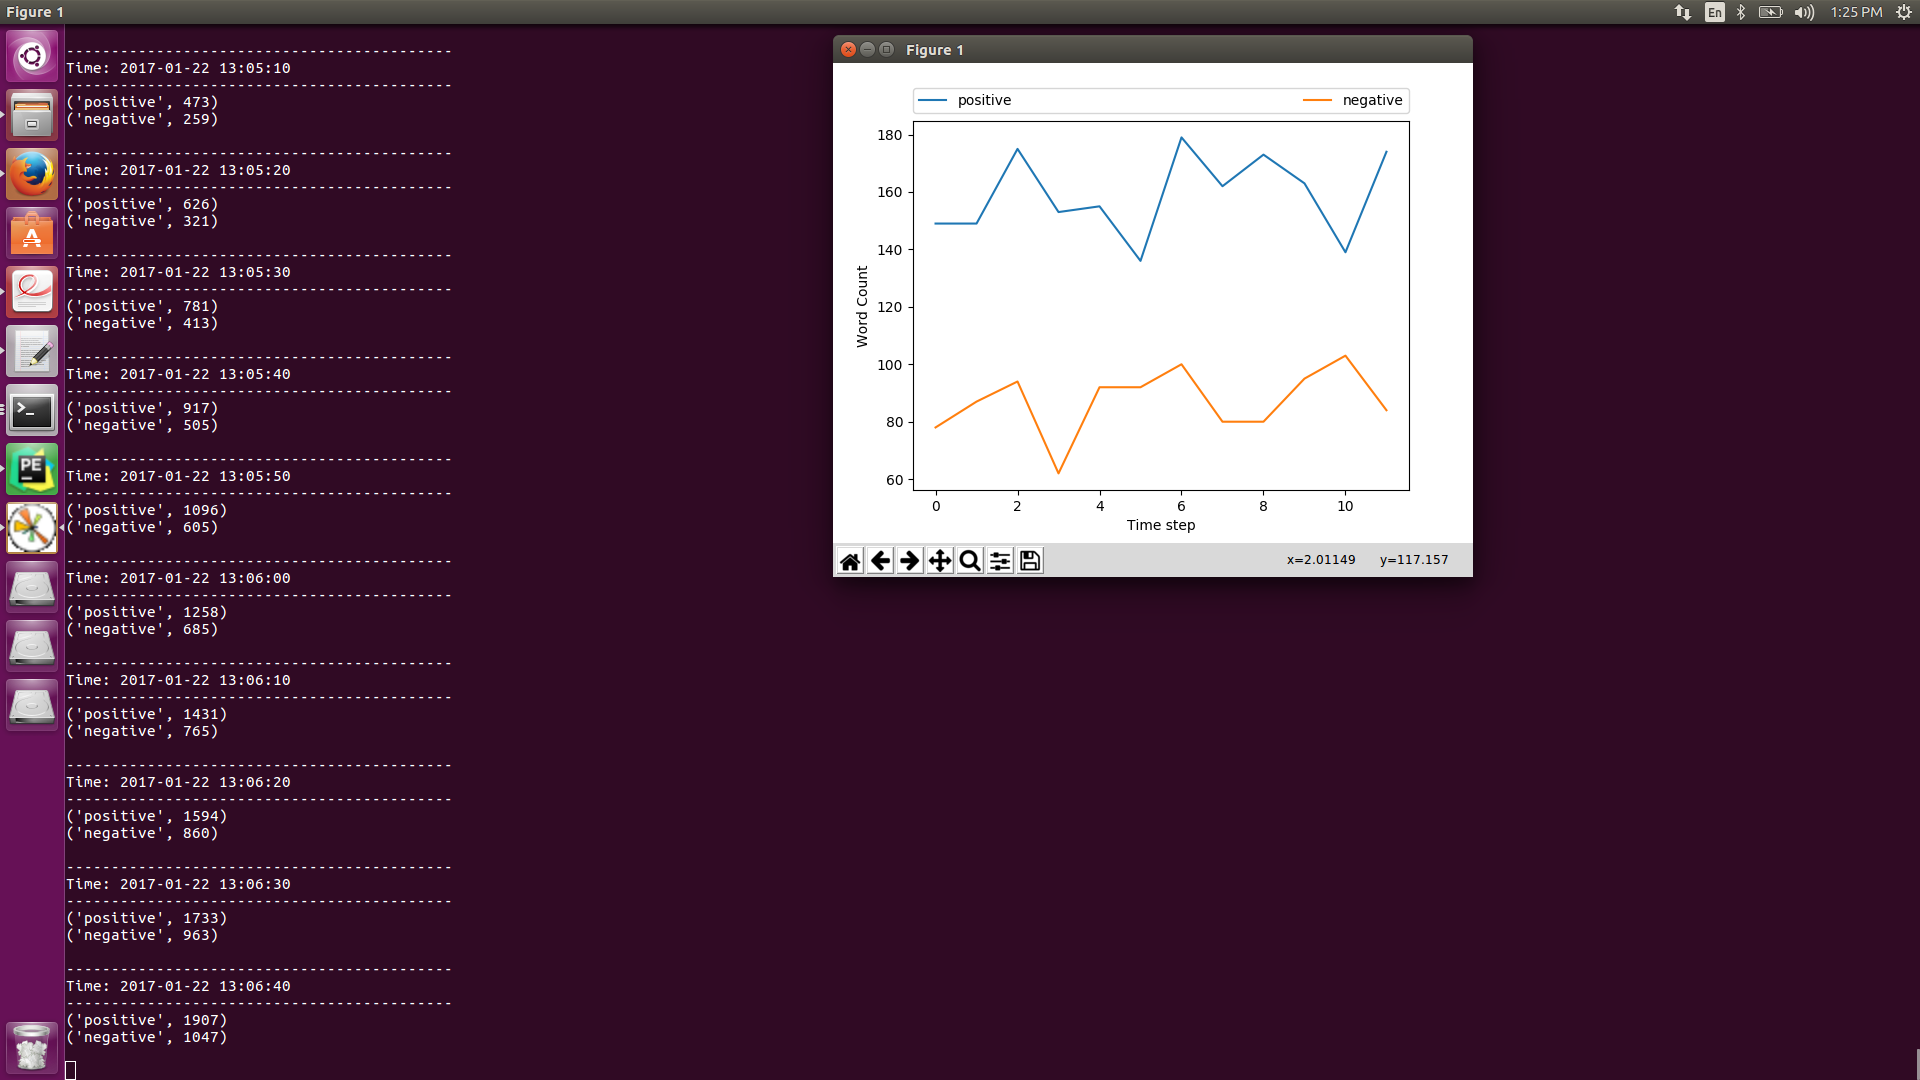 Figure 1
En
1:25 PM
-------------------------------------------
Time: 2017-01-22 13:05:10
-------------------------------------------
('positive', 473)
('negative', 259)
-------------------------------------------
Time: 2017-01-22 13:05:20
-------------------------------------------
('positive', 626)
('negative', 321)
-------------------------------------------
Time: 2017-01-22 13:05:30
-------------------------------------------
('positive', 781)
('negative', 413)
-------------------------------------------
Time: 2017-01-22 13:05:40
-------------------------------------------
('positive', 917)
('negative', 505)
-------------------------------------------
Time: 2017-01-22 13:05:50
-------------------------------------------
('positive', 1096)
('negative', 605)
-------------------------------------------
Time: 2017-01-22 13:06:00
-------------------------------------------
('positive', 1258)
('negative', 685)
-------------------------------------------
Time: 2017-01-22 13:06:10
-------------------------------------------
('positive', 1431)
('negative', 765)
-------------------------------------------
Time: 2017-01-22 13:06:20
-------------------------------------------
('positive', 1594)
('negative', 860)
-------------------------------------------
Time: 2017-01-22 13:06:30
-------------------------------------------
('positive', 1733)
('negative', 963)
-------------------------------------------
Time: 2017-01-22 13:06:40
-------------------------------------------
('positive', 1907)
('negative', 1047)
PE
Figure 1
positive
negative
180
160
140
120
100
80
60
Word Count
0 2 4 6 8 10
Time step
x=2.01149 y=117.157